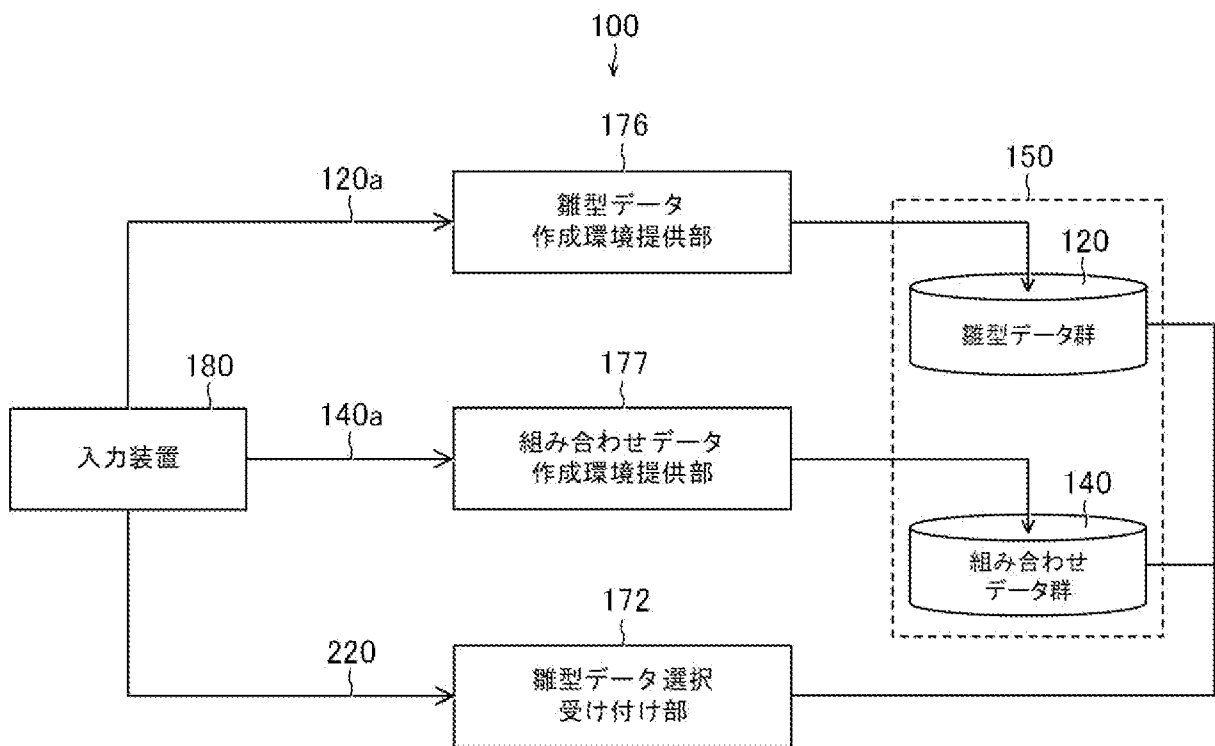 100
176
雛型データ
作成環境提供部
120a
150
120
雛型データ群
180
入力装置
177
140a
組み合わせデータ
作成環境提供部
140
組み合わせ
データ群
172
220
雛型データ選択
受け付け部